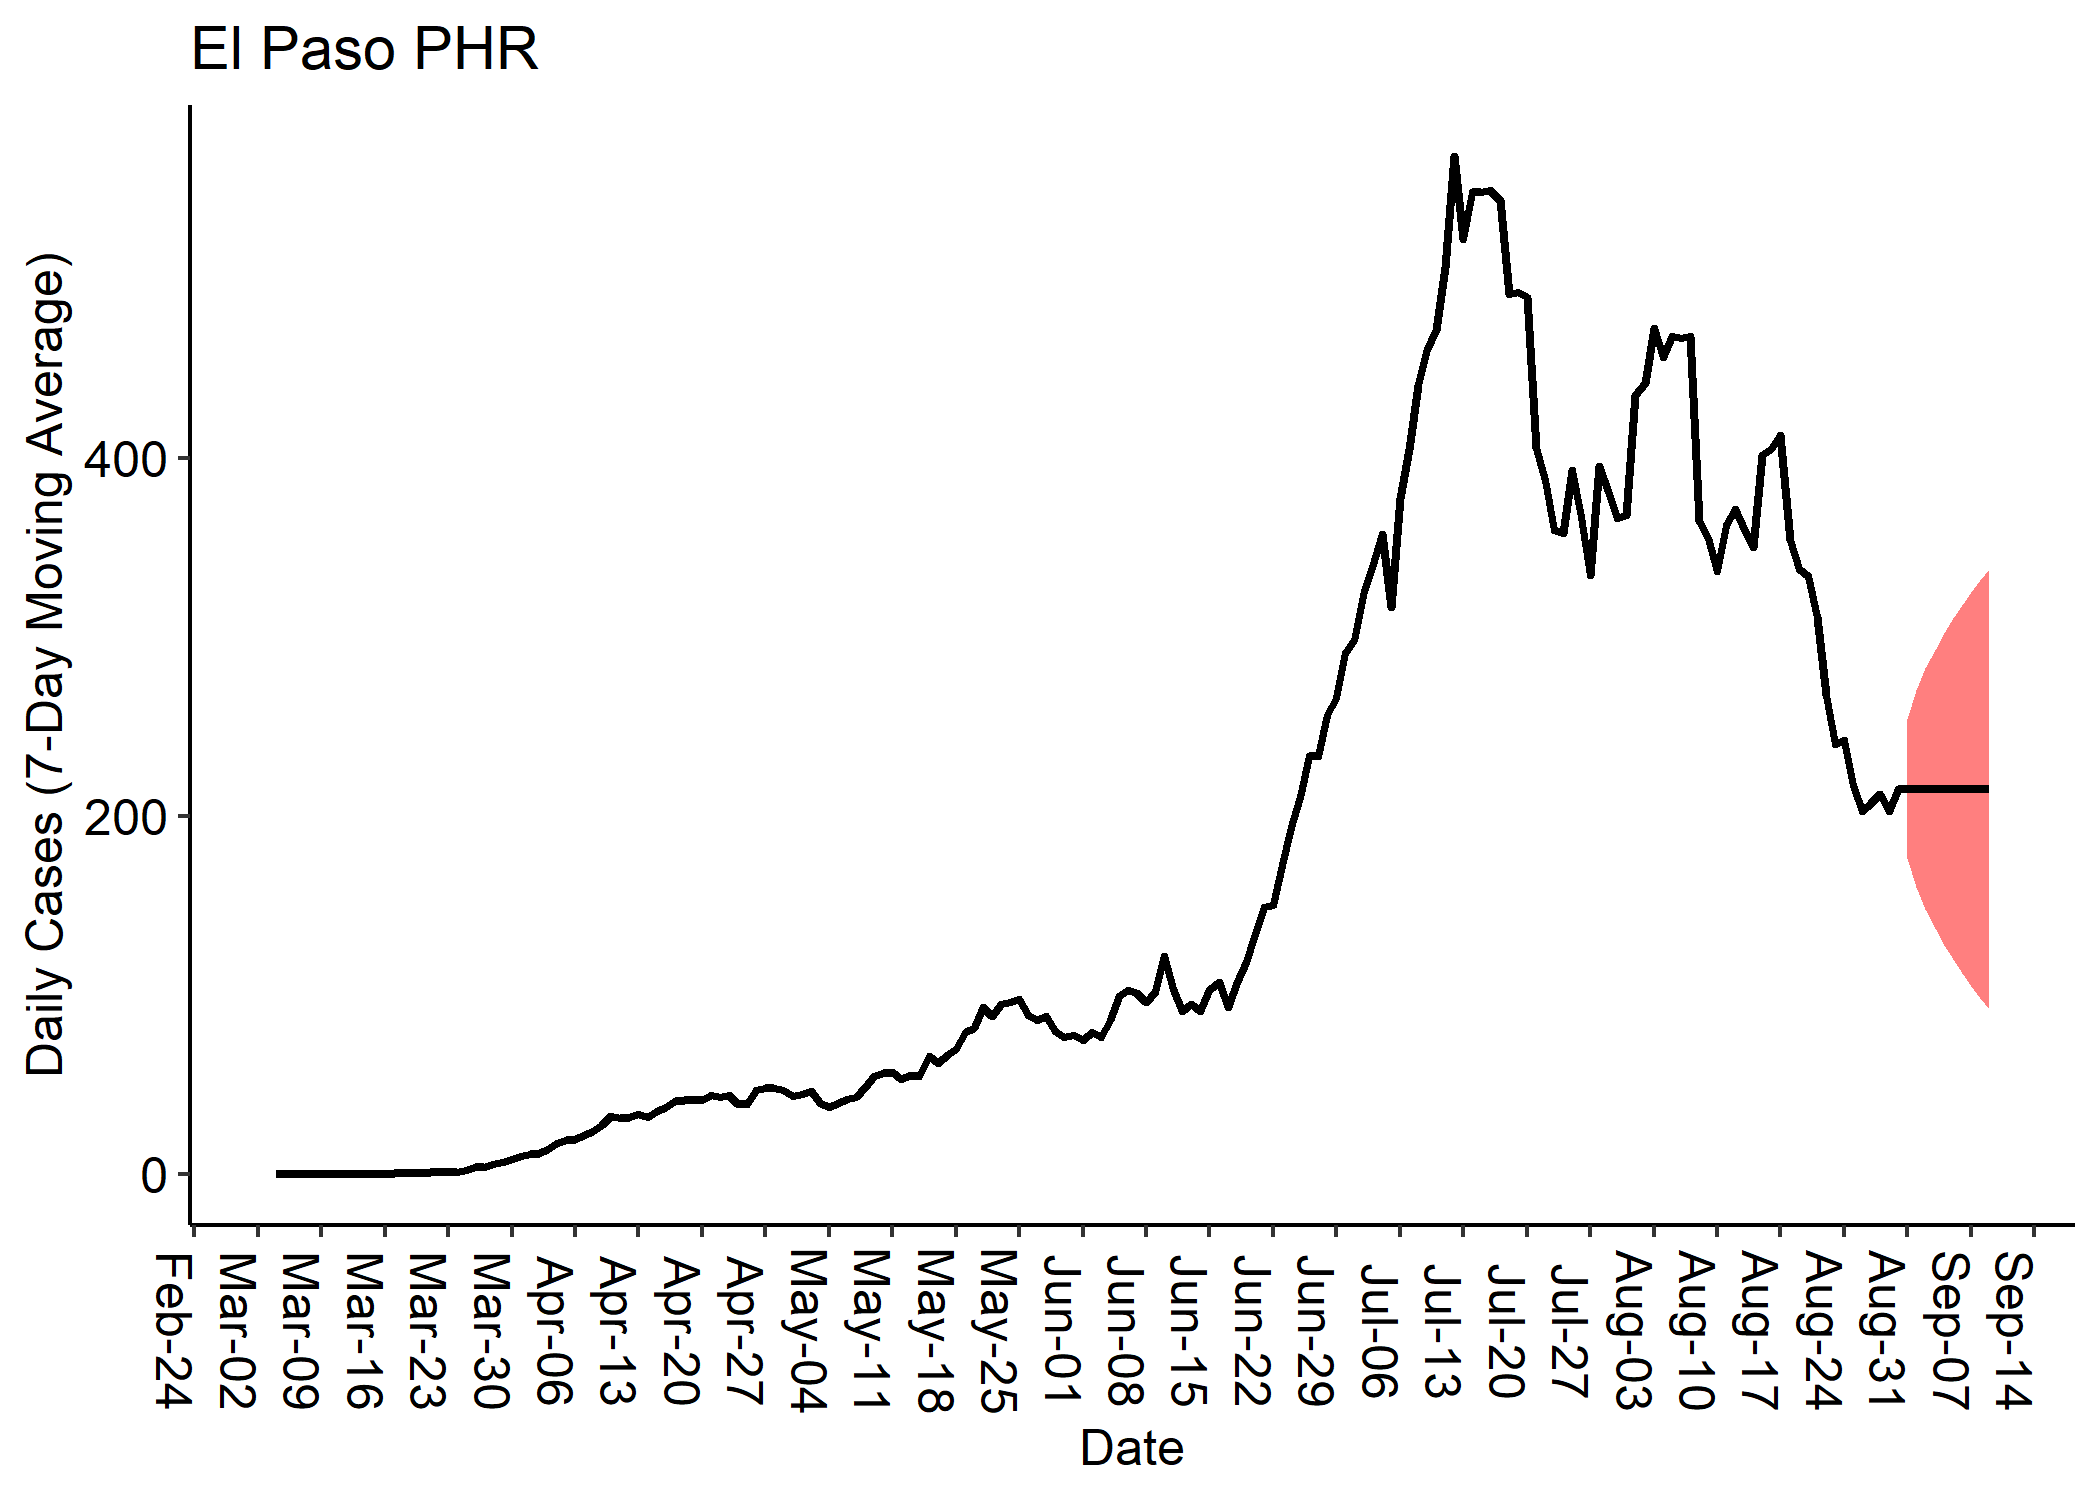 El Paso PHR
Daily Cases (7-Day Moving Average)
400
200
0
Feb-24
Mar-02
Mar-09
Mar-16
Mar-23
Mar-30
Apr-06
Apr-13
Apr-20
Apr-27
May-04
May-11
May-18
May-25
Jun-01
Jun-08
Jun-15
Jun-22
Jun-29
Jul-06
Jul-13
Jul-20
Jul-27
Aug-03
Aug-10
Aug-17
Aug-24
Aug-31
Sep-07
Sep-14
Date